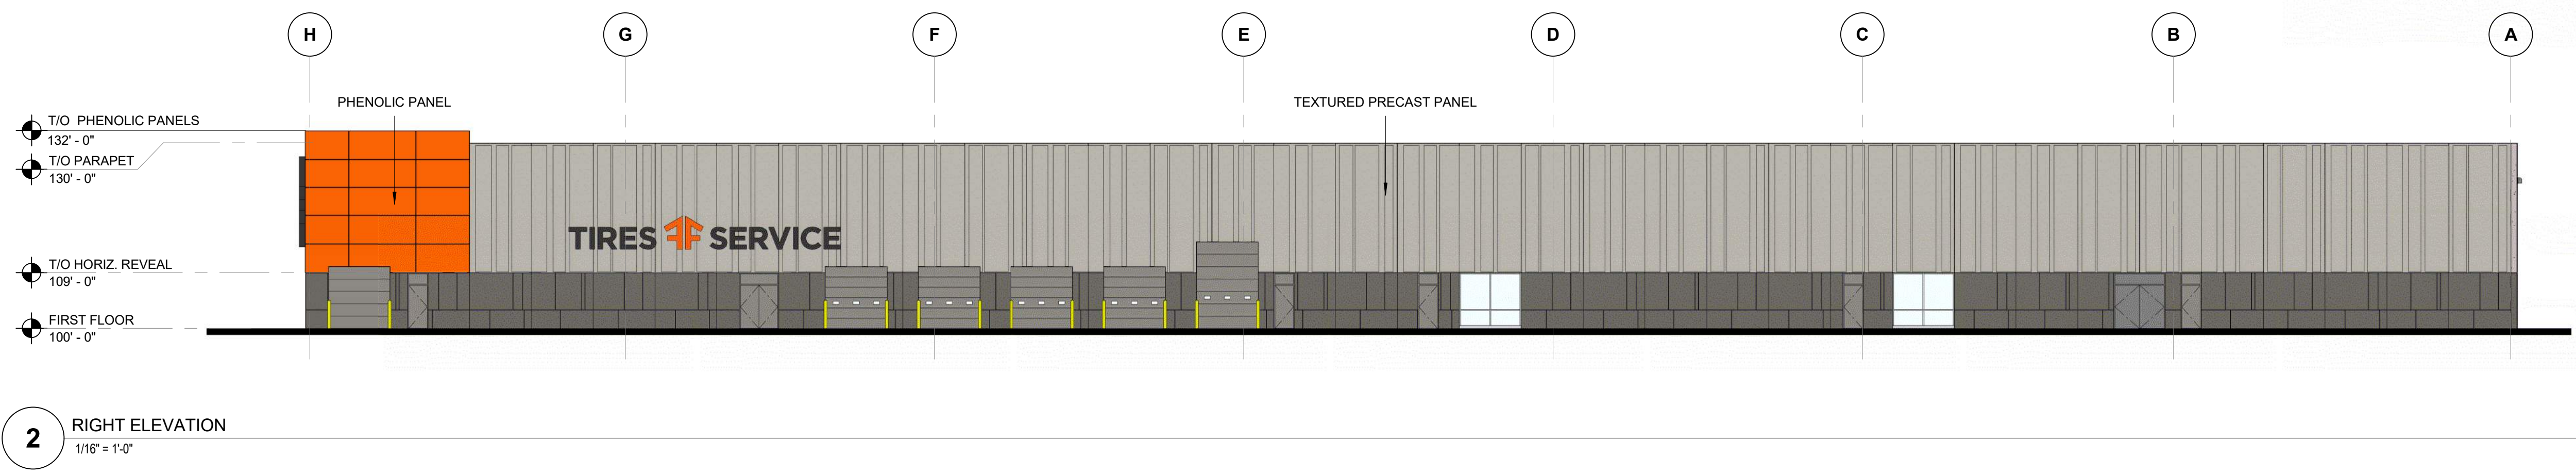 H G F E D C B A
PHENOLIC PANEL
TEXTURED PRECAST PANEL
T/O PHENOLIC PANELS
132' - 0"
T/O PARAPET
130' - 0"
TIRES SERVICE
T/O HORIZ. REVEAL
109' - 0"
FIRST FLOOR
100' - 0"
2 RIGHT ELEVATION
1/16" = 1'-0"